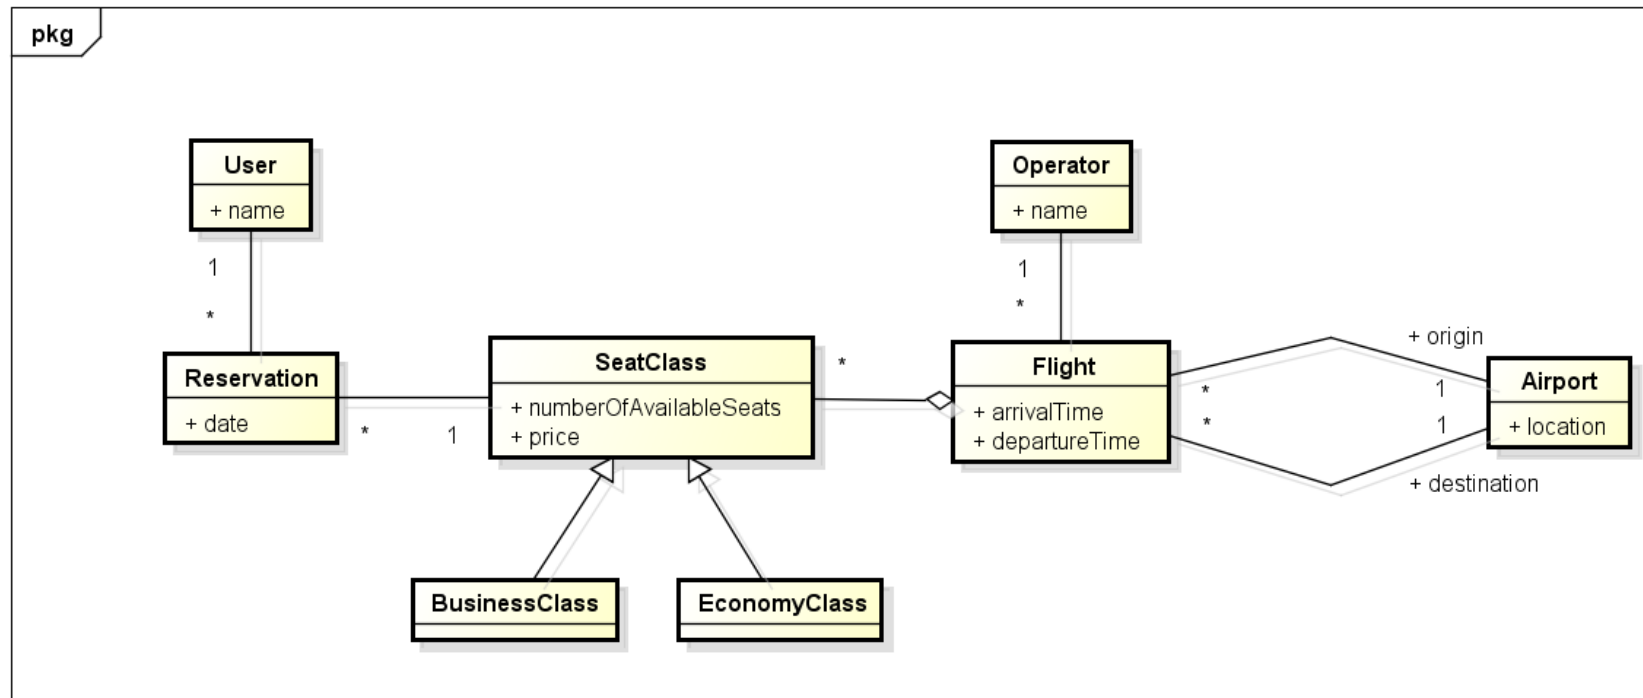 pkg
User
+ name
1
*
Operator
+ name
1
*
Reservation
+ date
*
1
SeatClass
+ numberOfAvailableSeats
+ price
*
Flight
+ arrivalTime
+ departureTime
+ origin
*
1
*
1
+ destination
Airport
+ location
BusinessClass
EconomyClass